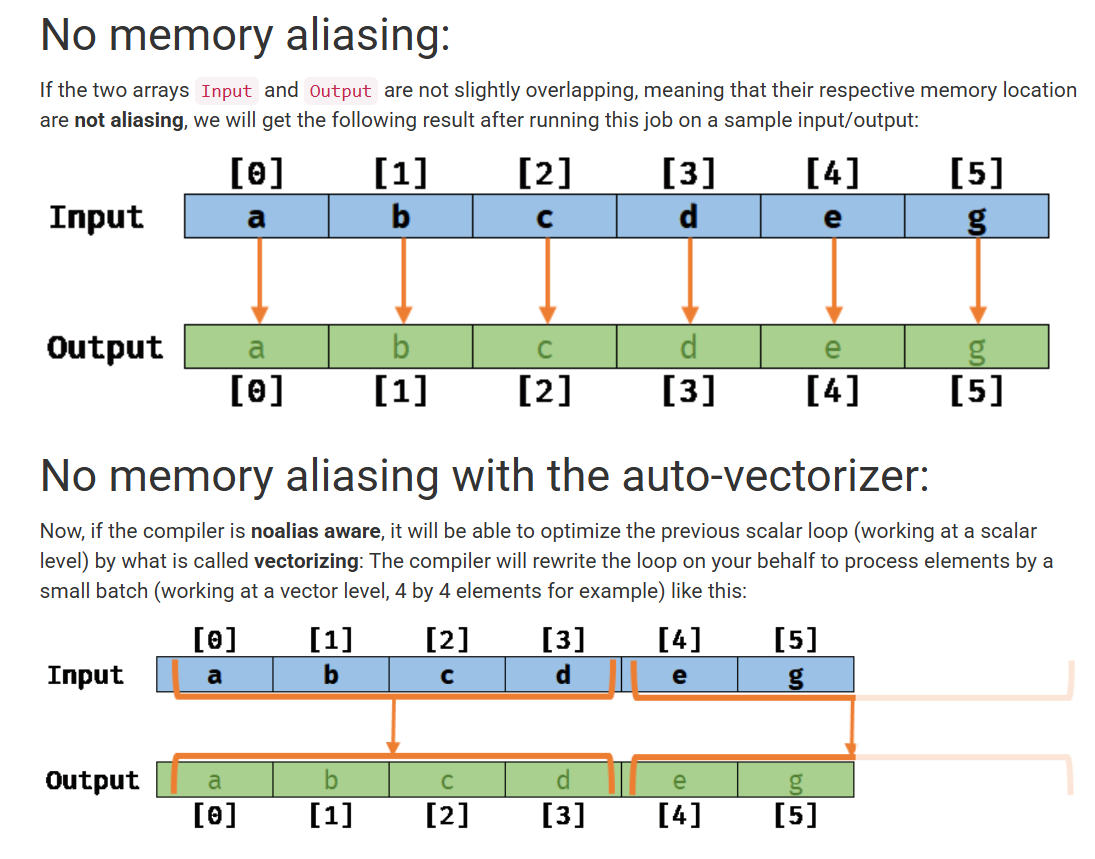 No memory aliasing:
If the two arrays Input and Output are not slightly overlapping, meaning that their respective memory location
are not aliasing, we will get the following result after running this job on a sample input/output:
[0] [1] [2] [3] [4] [5]
Input a b c d e g
Output a b c d e g
[0] [1] [2] [3] [4] [5]
No memory aliasing with the auto-vectorizer:
Now, if the compiler is noalias aware, it will be able to optimize the previous scalar loop (working at a scalar
level) by what is called vectorizing: The compiler will rewrite the loop on your behalf to process elements by a
small batch (working at a vector level, 4 by 4 elements for example) like this:
[0] [1] [2] [3] [4] [5]
Input a b c d e g
Output a b c d e g
[0] [1] [2] [3] [4] [5]